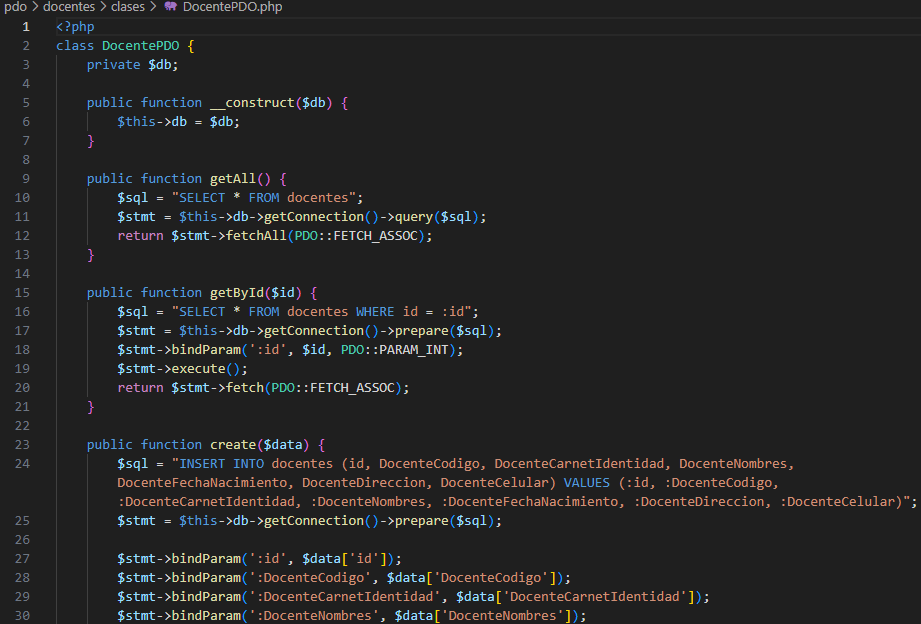 pdo > docentes > clases > DocentePDO.php
1 <?php
2 class DocentePDO {
3 private $db;
4
5 public function __construct($db) {
6 $this->db = $db;
7 }
8
9 public function getAll() {
10 $sql = "SELECT * FROM docentes";
11 $stmt = $this->db->getConnection()->query($sql);
12 return $stmt->fetchAll(PDO::FETCH_ASSOC);
13 }
14
15 public function getById($id) {
16 $sql = "SELECT * FROM docentes WHERE id = :id";
17 $stmt = $this->db->getConnection()->prepare($sql);
18 $stmt->bindParam(':id', $id, PDO::PARAM_INT);
19 $stmt->execute();
20 return $stmt->fetch(PDO::FETCH_ASSOC);
21 }
22
23 public function create($data) {
24 $sql = "INSERT INTO docentes (id, DocenteCodigo, DocenteCarnetIdentidad, DocenteNombres,
DocenteFechaNacimiento, DocenteDireccion, DocenteCelular) VALUES (:id, :DocenteCodigo,
:DocenteCarnetIdentidad, :DocenteNombres, :DocenteFechaNacimiento, :DocenteDireccion, :DocenteCelular)";
25 $stmt = $this->db->getConnection()->prepare($sql);
26
27 $stmt->bindParam(':id', $data['id']);
28 $stmt->bindParam(':DocenteCodigo', $data['DocenteCodigo']);
29 $stmt->bindParam(':DocenteCarnetIdentidad', $data['DocenteCarnetIdentidad']);
30 $stmt->bindParam(':DocenteNombres', $data['DocenteNombres']);